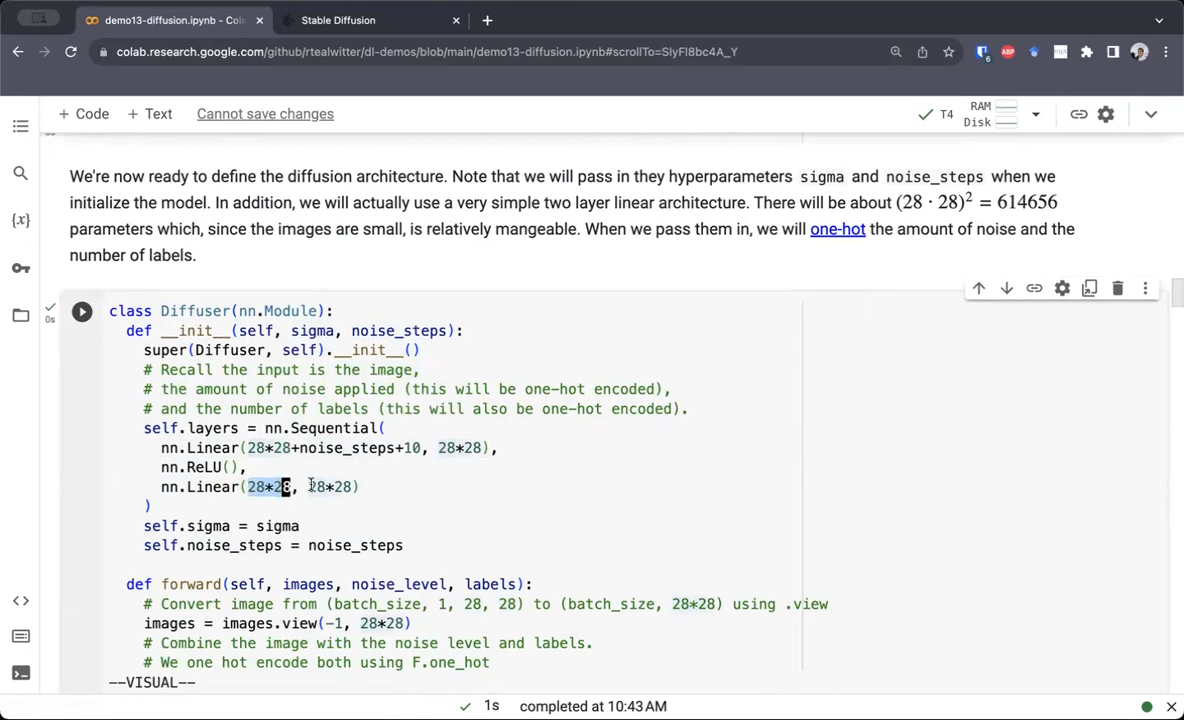 demo13-diffusion.ipynb - Cola
Stable Diffusion
colab.research.google.com/github/rtealwitter/dl-demos/blob/main/demo13-diffusion.ipynb#scrollTo=SlyFl8bc4A_Y
6
ABP
+ Code + Text Cannot save changes
T4
RAM
Disk
We're now ready to define the diffusion architecture. Note that we will pass in they hyperparameters sigma and noise_steps when we
initialize the model. In addition, we will actually use a very simple two layer linear architecture. There will be about (28 · 28)² = 614656
parameters which, since the images are small, is relatively mangeable. When we pass them in, we will one-hot the amount of noise and the
number of labels.
{x}
0s
class Diffuser(nn.Module):
def __init__(self, sigma, noise_steps):
super(Diffuser, self).__init__()
# Recall the input is the image,
# the amount of noise applied (this will be one-hot encoded),
# and the number of labels (this will also be one-hot encoded).
self.layers = nn.Sequential(
nn.Linear(28*28+noise_steps+10, 28*28),
nn.ReLU(),
nn.Linear(28*28, 28*28)
)
self.sigma = sigma
self.noise_steps = noise_steps
def forward(self, images, noise_level, labels):
# Convert image from (batch_size, 1, 28, 28) to (batch_size, 28*28) using .view
images = images.view(-1, 28*28)
# Combine the image with the noise level and labels.
# We one hot encode both using F.one_hot
--VISUAL--
1s completed at 10:43 AM